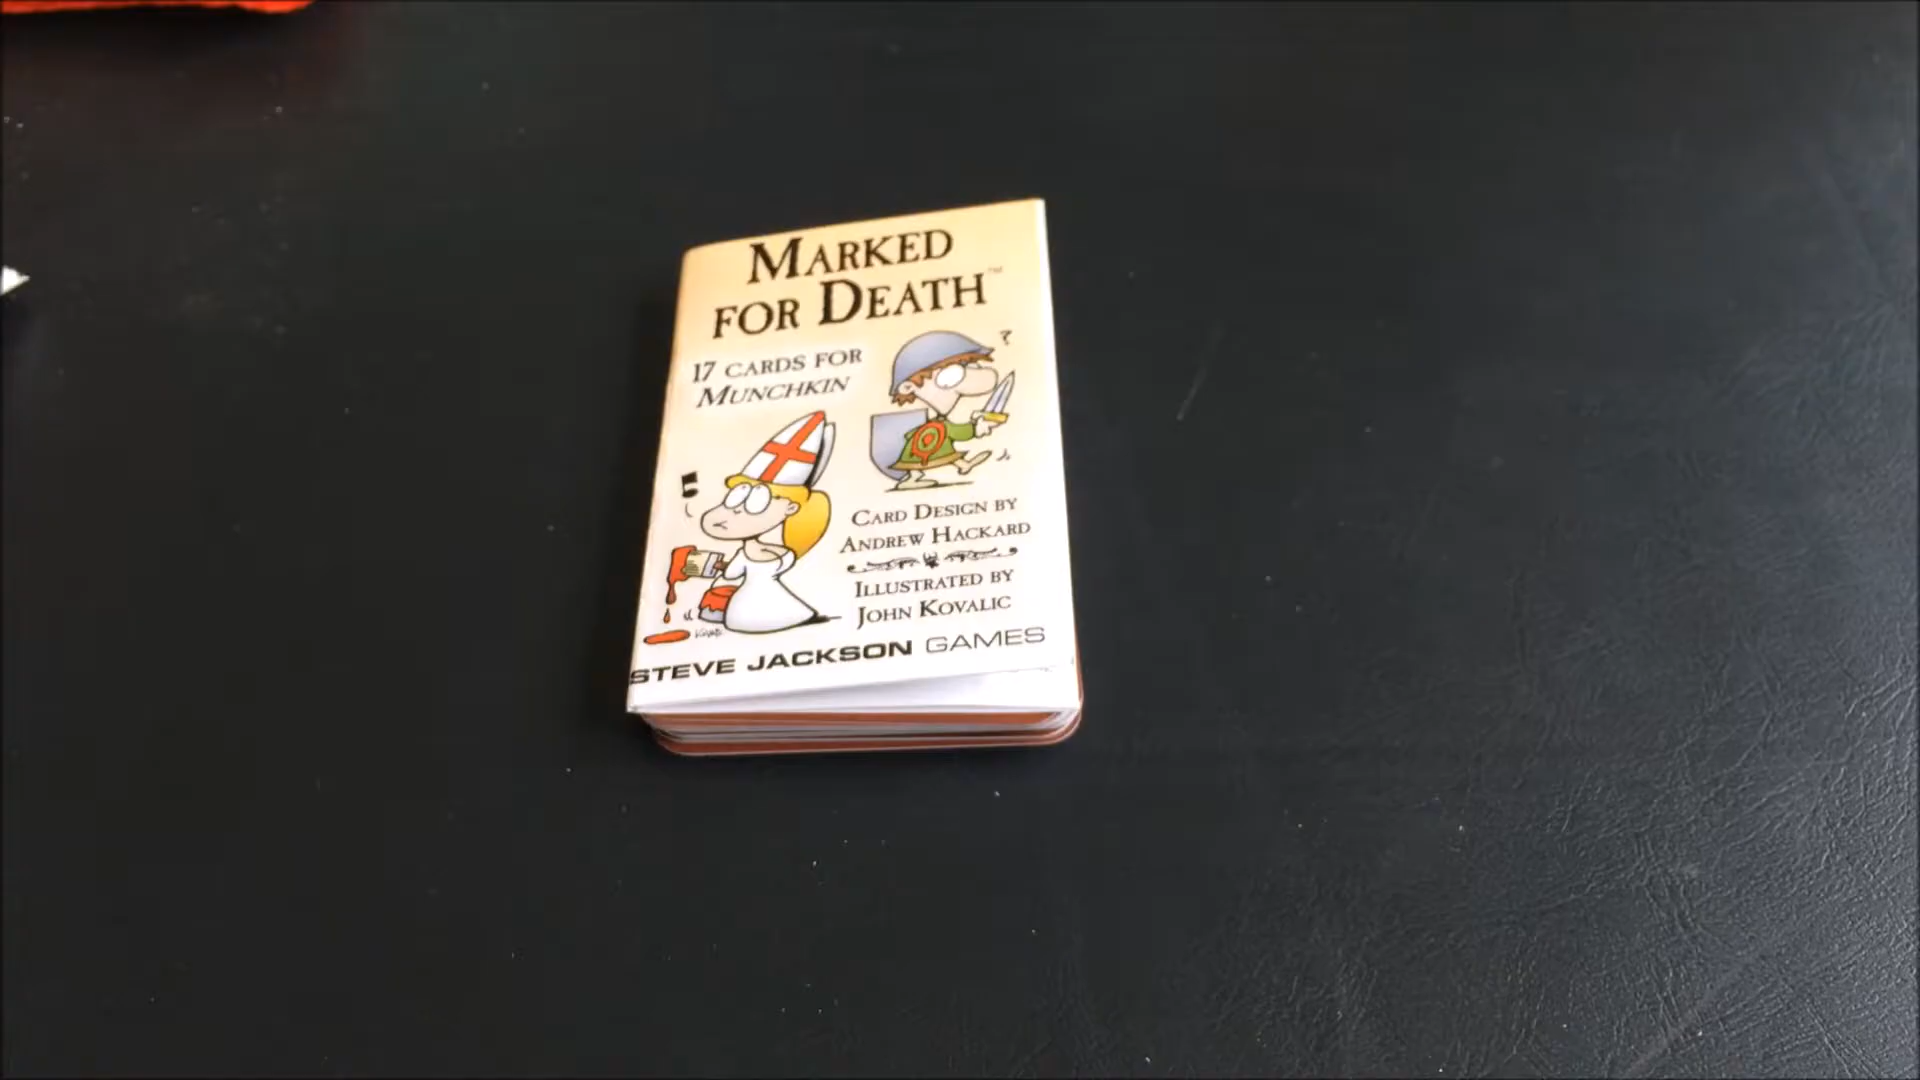 MARKED
FOR DEATH™
17 CARDS FOR
MUNCHKIN
CARD DESIGN BY
ANDREW HACKARD
ILLUSTRATED BY
JOHN KOVALIC
STEVE JACKSON GAMES